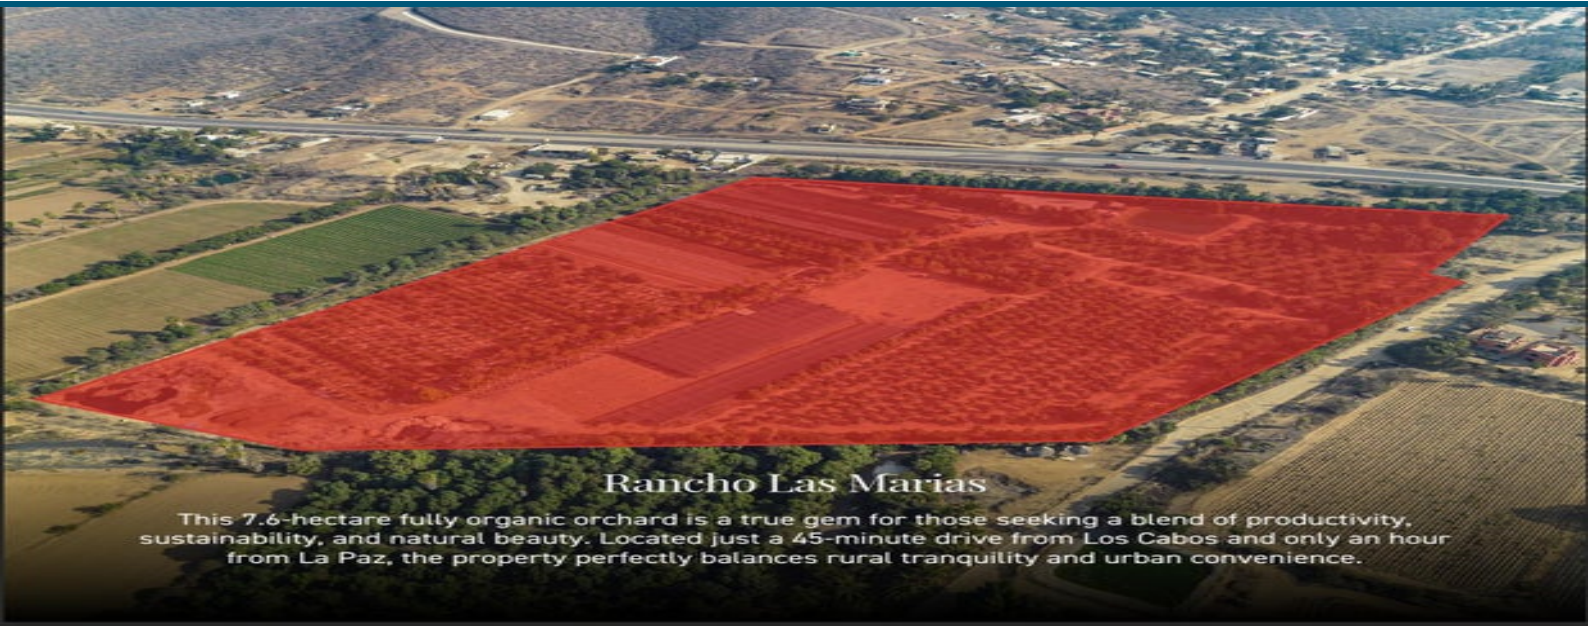 Rancho Las Marias
This 7.6-hectare fully organic orchard is a true gem for those seeking a blend of productivity,
sustainability, and natural beauty. Located just a 45-minute drive from Los Cabos and only an hour
from La Paz, the property perfectly balances rural tranquility and urban convenience.